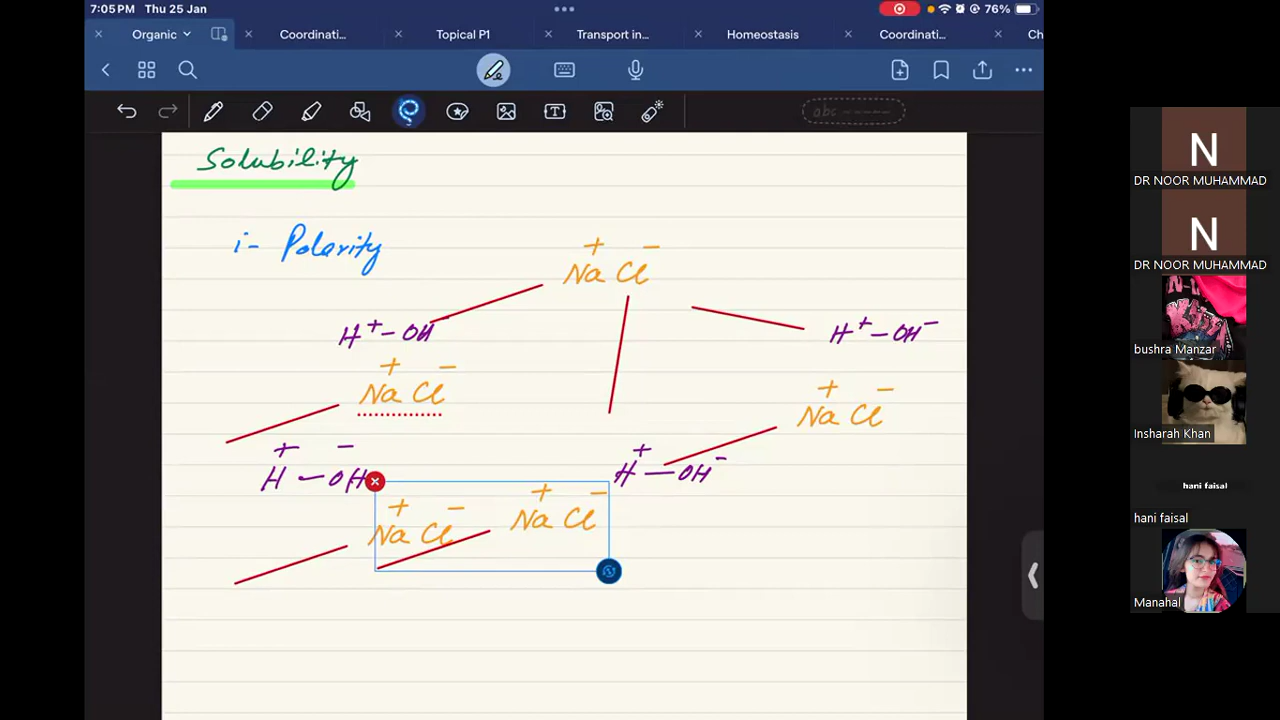 7:05 PM Thu 25 Jan 76%
Organic Coordinati... Topical P1 Transport in... Homeostasis Coordinati... Ch
abc
Solubility
i- Polarity
+ −
Na Cl
H+ − OH−
H+ − OH−
+ −
Na Cl
+ −
Na Cl
+ −
H − OH
+
H − OH−
+ −
Na Cl
+ −
Na Cl
N
DR NOOR MUHAMMAD
N
DR NOOR MUHAMMAD
bushra Manzar
Insharah Khan
hani faisal
hani faisal
Manahal